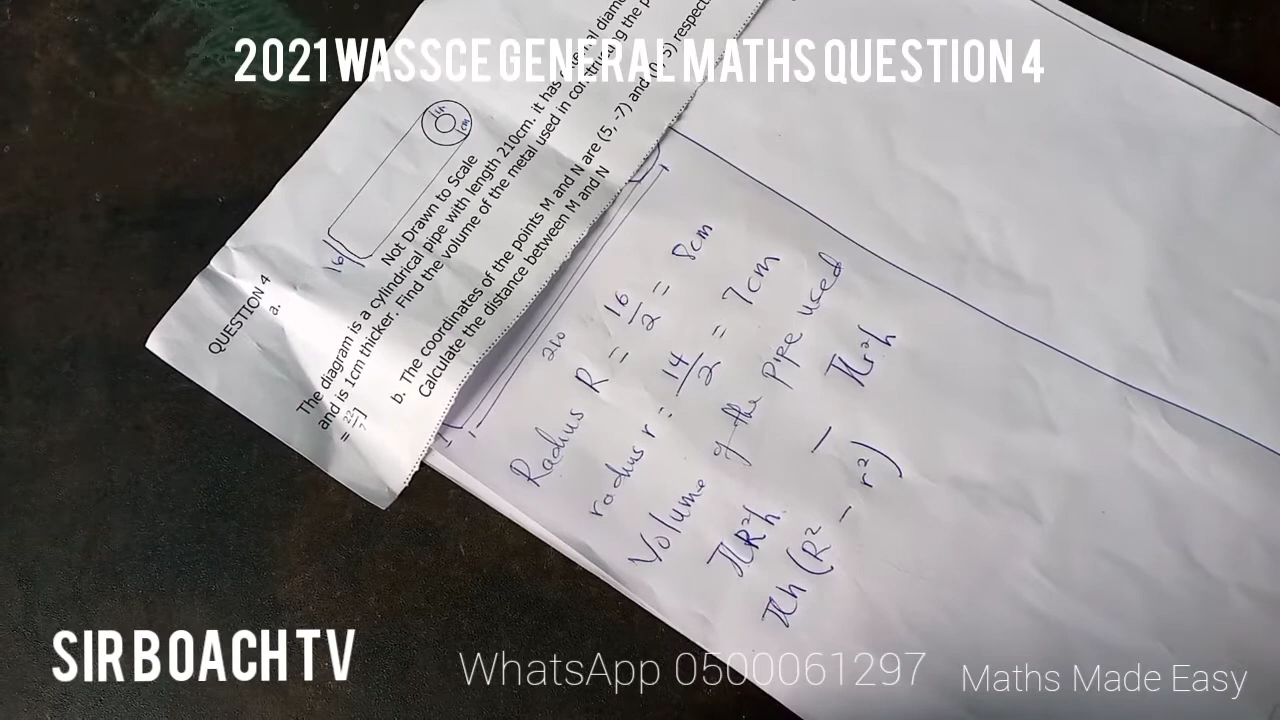 2021 WASSCE GENERAL MATHS QUESTION 4
QUESTION 4
a.
16
1cm
Not Drawn to Scale
The diagram is a cylindrical pipe with length 210cm. it has
and is 1cm thicker. Find the volume of the metal used in constructing the
= 22/7]
b. The coordinates of the points M and N are (5, -7) and
Calculate the distance between M and N
210
Radius R = 16/2 = 8cm
radius r = 14/2 = 7cm
Volume of the pipe used
πR²h - πr²h
πh(R² - r²)
SIR BOACH TV
WhatsApp 0500061297
Maths Made Easy